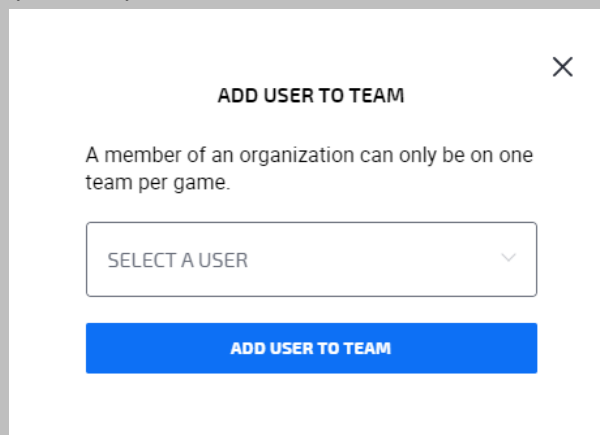 ADD USER TO TEAM
A member of an organization can only be on one
team per game.
SELECT A USER
ADD USER TO TEAM